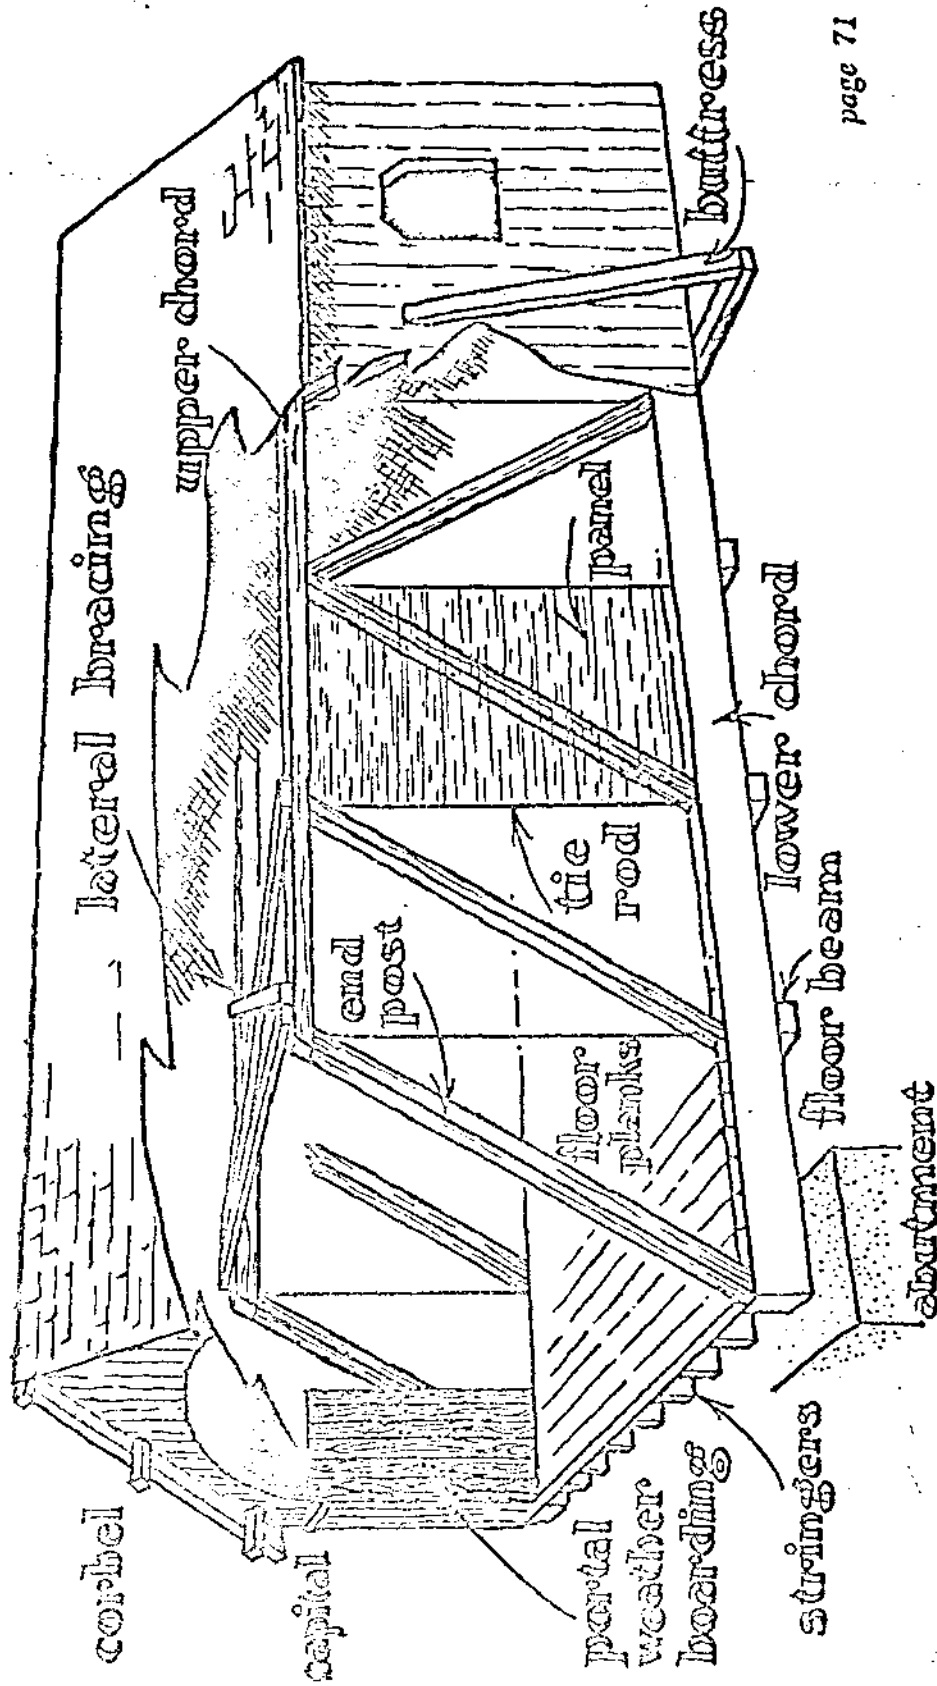 lateral bracing
upper chord
corbel
capital
end
post
tie
rod
panel
floor
planks
buttress
portal
weather
boarding
stringers
abutment
floor beam
lower chord
page 71